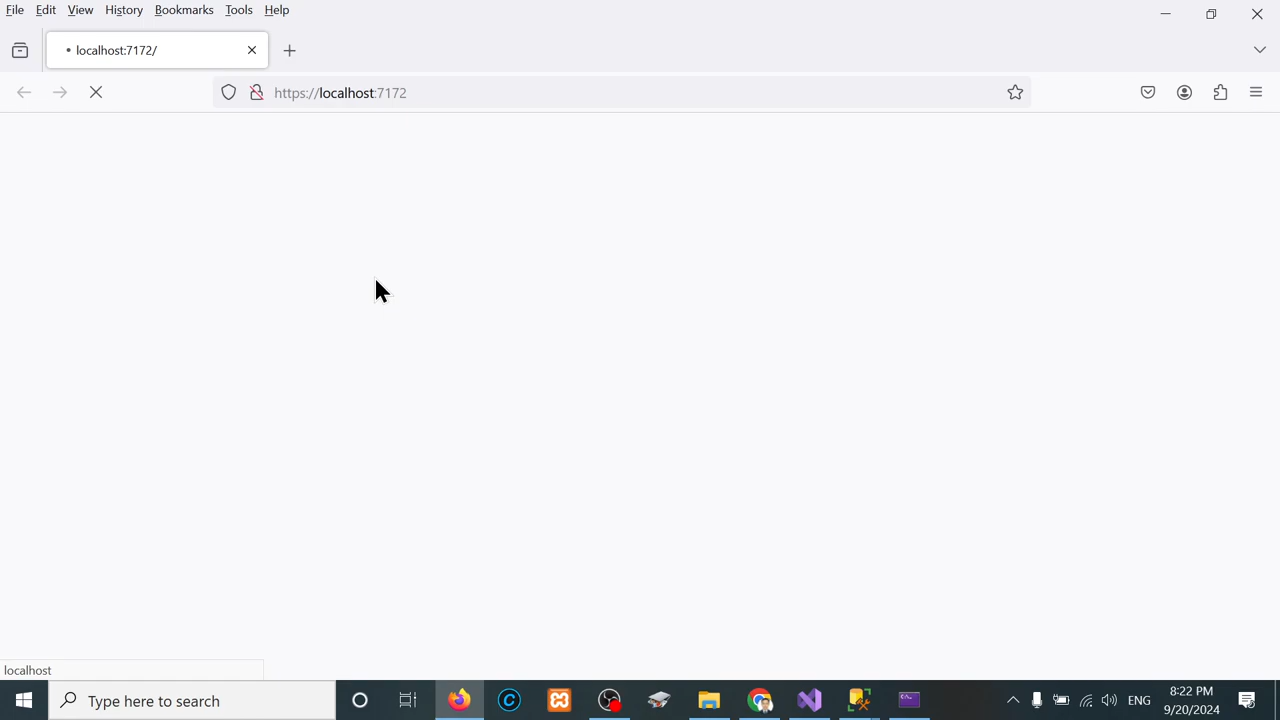 File Edit View History Bookmarks Tools Help
localhost:7172/
https://localhost:7172
localhost
Type here to search
ENG
8:22 PM
9/20/2024